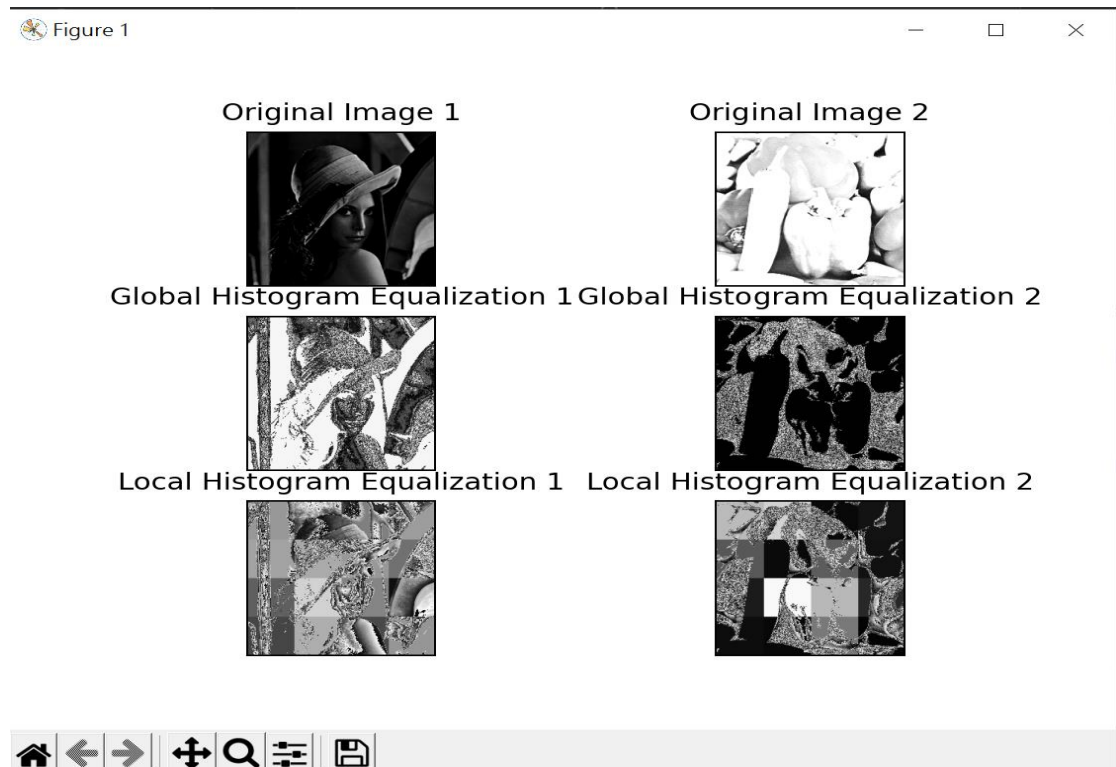 Figure 1
Original Image 1
Original Image 2
Global Histogram Equalization 1
Global Histogram Equalization 2
Local Histogram Equalization 1
Local Histogram Equalization 2